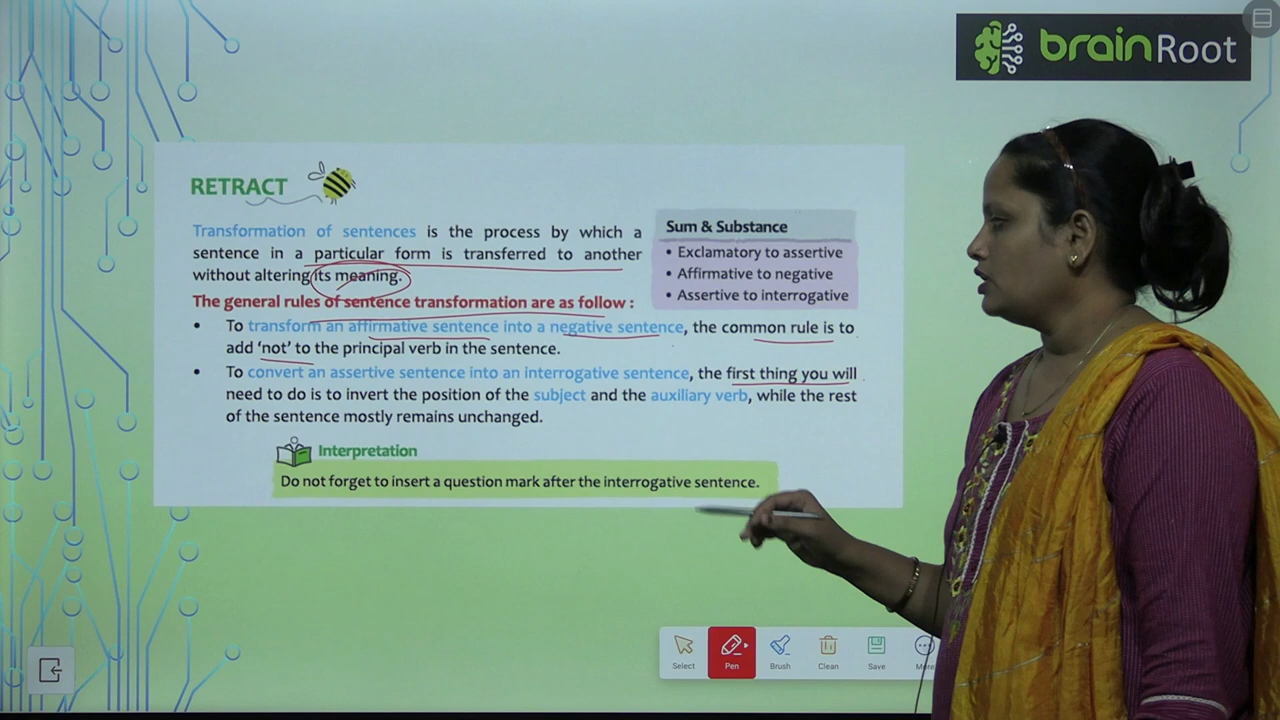 brainRoot
RETRACT
Transformation of sentences is the process by which a
sentence in a particular form is transferred to another
without altering its meaning.
Sum & Substance
• Exclamatory to assertive
• Affirmative to negative
• Assertive to interrogative
The general rules of sentence transformation are as follow :
• To transform an affirmative sentence into a negative sentence, the common rule is to
add ‘not’ to the principal verb in the sentence.
• To convert an assertive sentence into an interrogative sentence, the first thing you will
need to do is to invert the position of the subject and the auxiliary verb, while the rest
of the sentence mostly remains unchanged.
Interpretation
Do not forget to insert a question mark after the interrogative sentence.
Select Pen Brush Clean Save